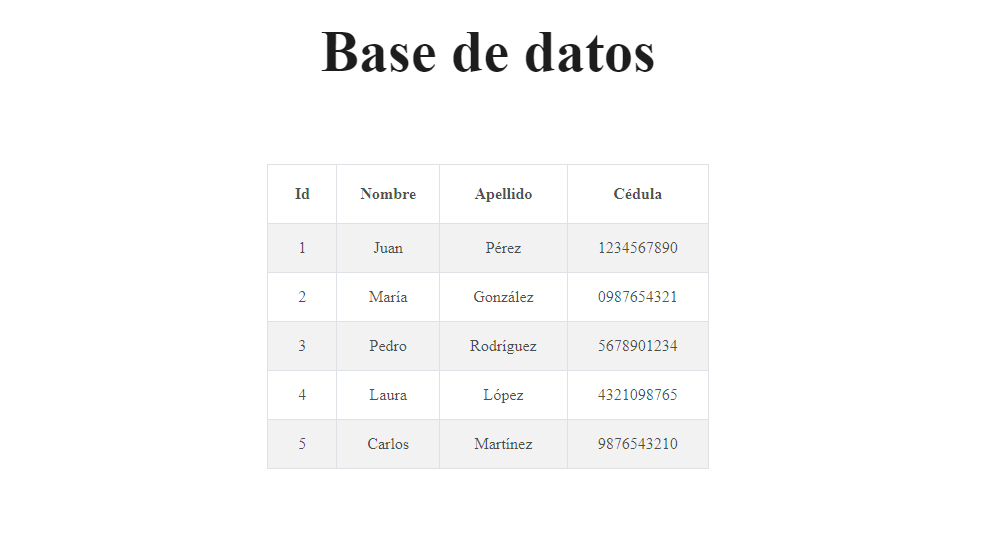 Base de datos
Id Nombre Apellido Cédula
1 Juan Pérez 1234567890
2 María González 0987654321
3 Pedro Rodríguez 5678901234
4 Laura López 4321098765
5 Carlos Martínez 9876543210